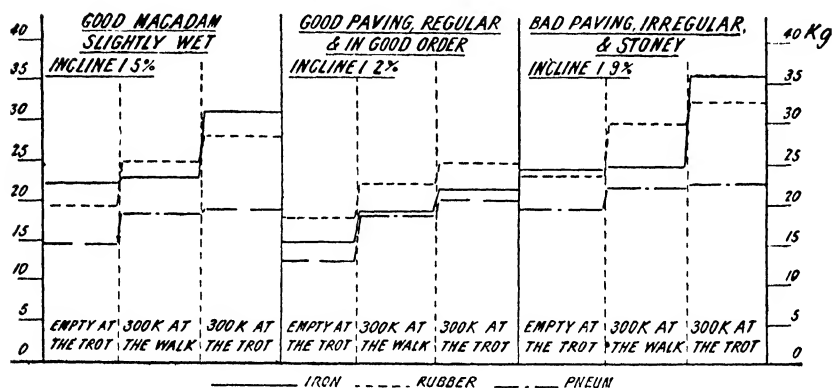 GOOD MACADAM
SLIGHTLY WET
INCLINE 1 5%
GOOD PAVING, REGULAR
& IN GOOD ORDER
INCLINE 1 2%
BAD PAVING, IRREGULAR,
& STONEY
INCLINE 1 9%
40
35
30
25
20
15
10
5
0
40 Kg
35
30
25
20
15
10
5
0
EMPTY AT
THE TROT
300K AT
THE WALK
300K AT
THE TROT
EMPTY AT
THE TROT
300K AT
THE WALK
300K AT
THE TROT
EMPTY AT
THE TROT
300K AT
THE WALK
300K AT
THE TROT
IRON RUBBER PNEUM